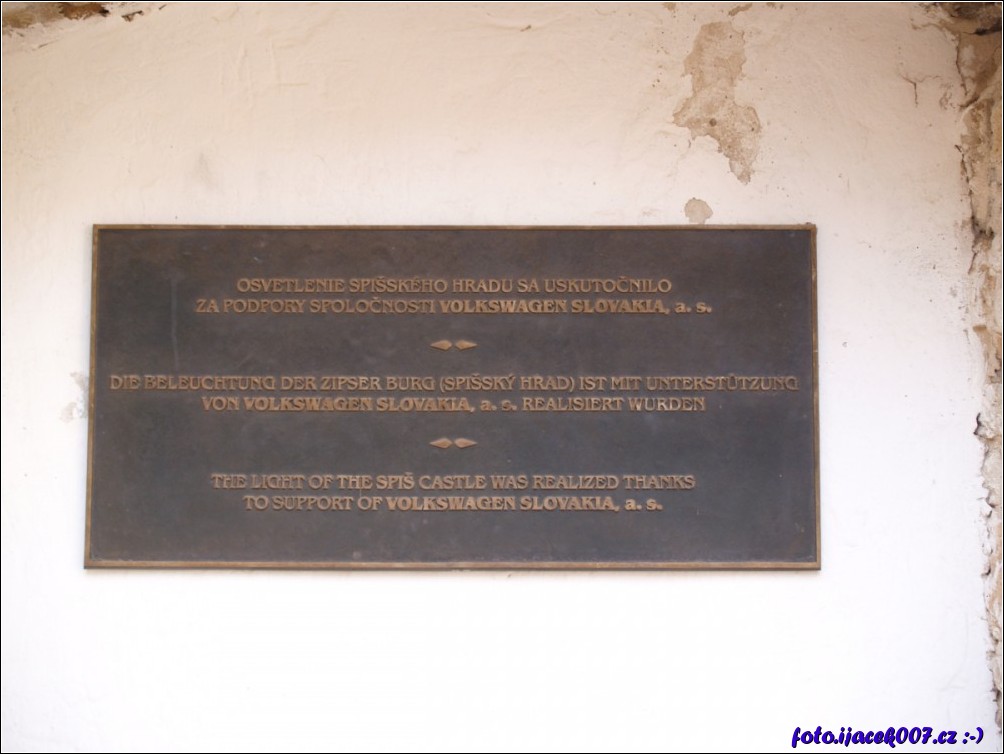 OSVETLENIE SPIŠSKÉHO HRADU SA USKUTOČNILO
ZA PODPORY SPOLOČNOSTI VOLKSWAGEN SLOVAKIA, a. s.
DIE BELEUCHTUNG DER ZIPSER BURG (SPIŠSKÝ HRAD) IST MIT UNTERSTÜTZUNG
VON VOLKSWAGEN SLOVAKIA, a. s. REALISIERT WURDEN
THE LIGHT OF THE SPIŠ CASTLE WAS REALIZED THANKS
TO SUPPORT OF VOLKSWAGEN SLOVAKIA, a. s.
foto.ijacek007.cz :-)